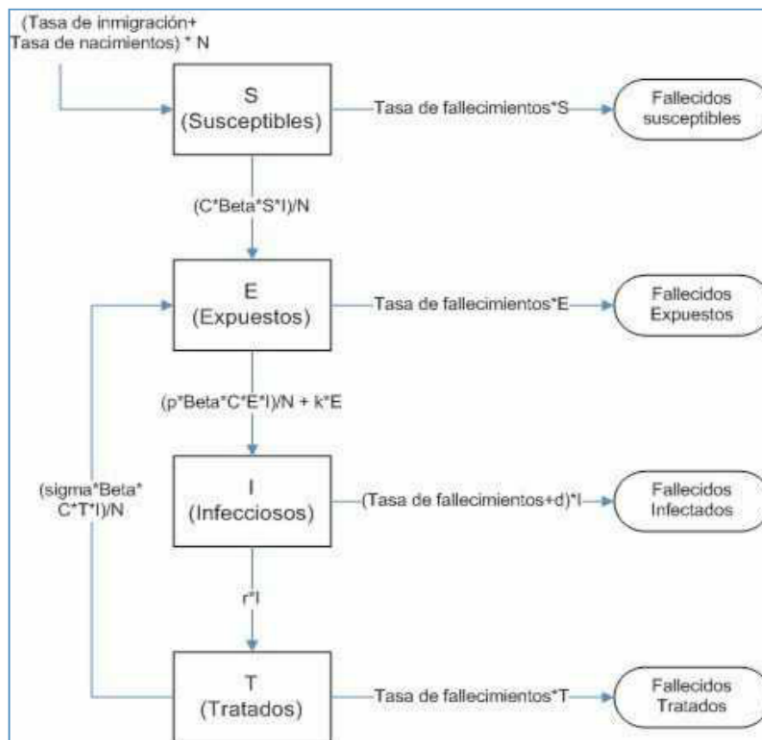 (Tasa de inmigración+
Tasa de nacimientos) * N
S
(Susceptibles)
Tasa de fallecimientos*S
Fallecidos
susceptibles
(C*Beta*S*I)/N
E
(Expuestos)
Tasa de fallecimientos*E
Fallecidos
Expuestos
(p*Beta*C*E*I)/N + k*E
(sigma*Beta*
C*T*I)/N
I
(Infecciosos)
(Tasa de fallecimientos+d)*I
Fallecidos
Infectados
r*I
T
(Tratados)
Tasa de fallecimientos*T
Fallecidos
Tratados